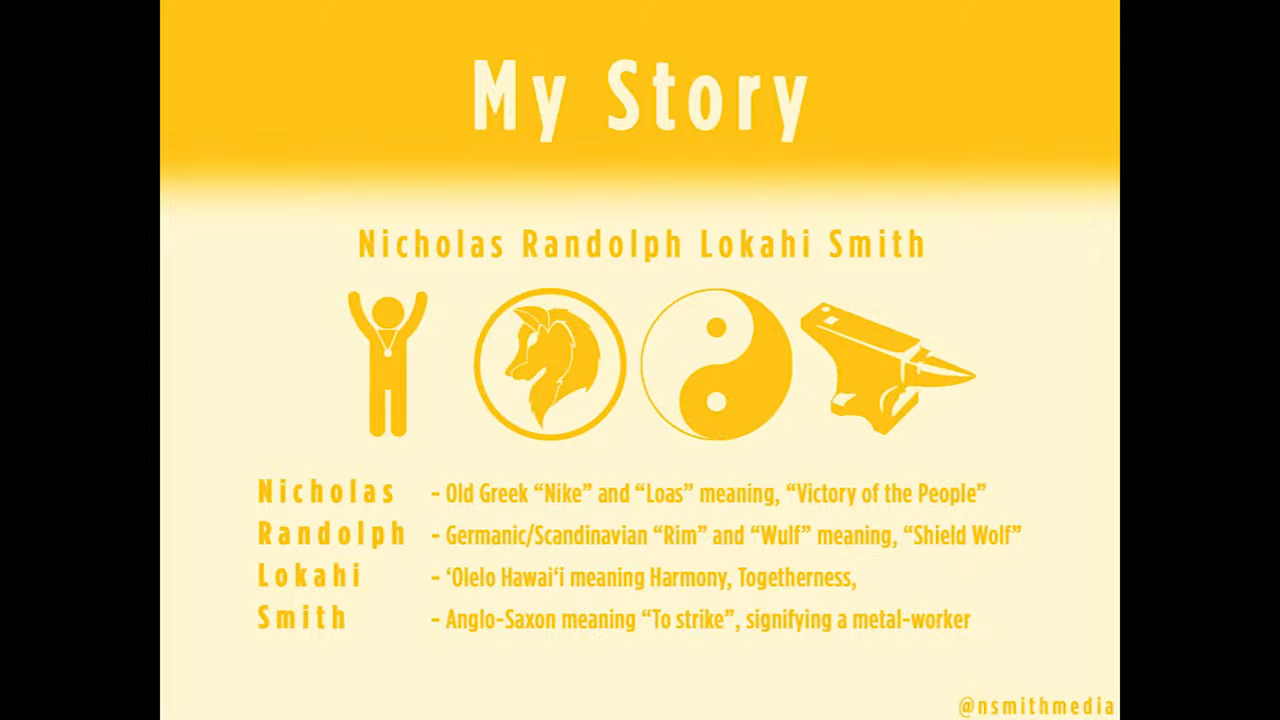 My Story
Nicholas Randolph Lokahi Smith
Nicholas - Old Greek “Nike” and “Loas” meaning, “Victory of the People”
Randolph - Germanic/Scandinavian “Rim” and “Wulf” meaning, “Shield Wolf”
Lokahi - ‘Olelo Hawai‘i meaning Harmony, Togetherness,
Smith - Anglo-Saxon meaning “To strike”, signifying a metal-worker
@nsmithmedia